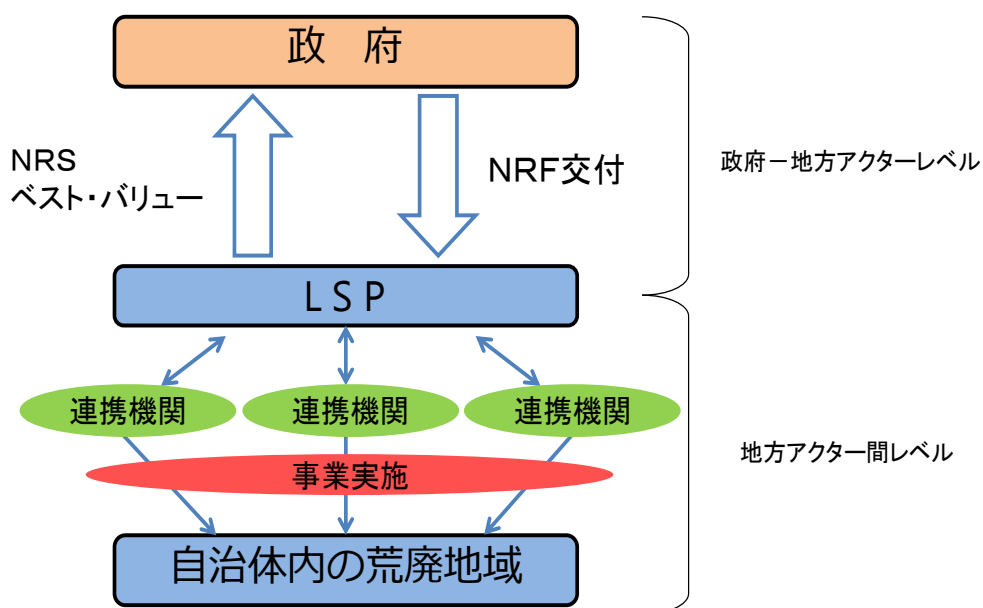 政　府
NRS
ベスト・バリュー
NRF交付
政府－地方アクターレベル
ＬＳＰ
連携機関
連携機関
連携機関
事業実施
地方アクター間レベル
自治体内の荒廃地域